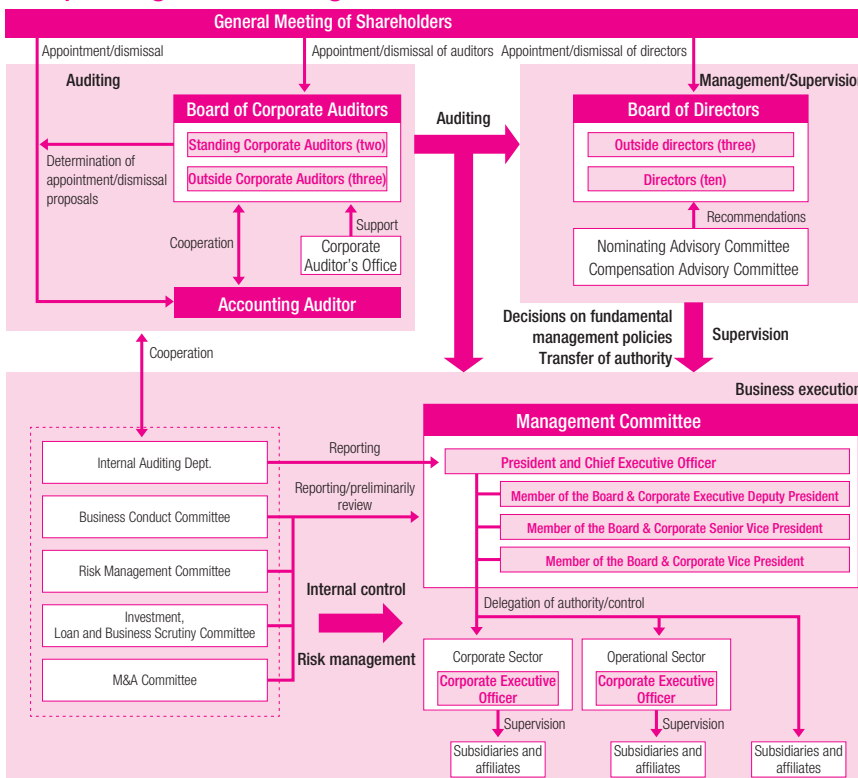 General Meeting of Shareholders
Appointment/dismissal
Appointment/dismissal of auditors
Appointment/dismissal of directors
Auditing
Management/Supervision
Board of Corporate Auditors
Standing Corporate Auditors (two)
Outside Corporate Auditors (three)
Auditing
Board of Directors
Outside directors (three)
Directors (ten)
Determination of
appointment/dismissal
proposals
Cooperation
Support
Corporate
Auditor's Office
Recommendations
Nominating Advisory Committee
Compensation Advisory Committee
Accounting Auditor
Decisions on fundamental
management policies
Transfer of authority
Supervision
Cooperation
Business execution
Management Committee
Internal Auditing Dept.
Reporting
President and Chief Executive Officer
Reporting/preliminarily
review
Member of the Board & Corporate Executive Deputy President
Business Conduct Committee
Member of the Board & Corporate Senior Vice President
Member of the Board & Corporate Vice President
Risk Management Committee
Internal control
Delegation of authority/control
Investment,
Loan and Business Scrutiny Committee
Risk management
M&A Committee
Corporate Sector
Corporate Executive
Officer
Operational Sector
Corporate Executive
Officer
Supervision
Supervision
Subsidiaries and
affiliates
Subsidiaries and
affiliates
Subsidiaries and
affiliates